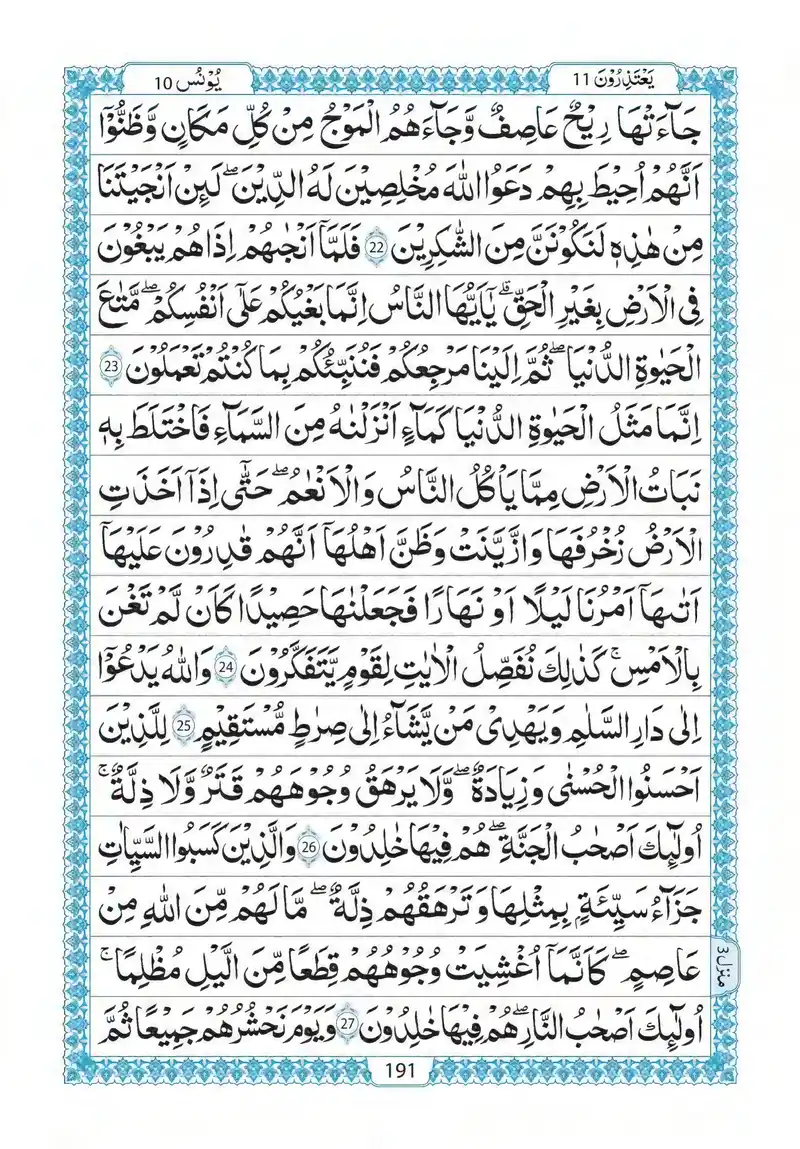 يَعْتَذِرُوْنَ 11
يُوْنُس 10
جَآءَتْهَا رِيْحٌ عَاصِفٌ وَّجَآءَهُمُ الْمَوْجُ مِنْ كُلِّ مَكَانٍ وَّظَنُّوْۤا
اَنَّهُمْ اُحِيْطَ بِهِمْ دَعَوُا اللّٰهَ مُخْلِصِيْنَ لَهُ الدِّيْنَ ۖ لَئِنْ اَنْجَيْتَنَا
مِنْ هٰذِهٖ لَنَكُوْنَنَّ مِنَ الشّٰكِرِيْنَ 22 فَلَمَّاۤ اَنْجٰىهُمْ اِذَا هُمْ يَبْغُوْنَ
فِى الْاَرْضِ بِغَيْرِ الْحَقِّ ۗ يٰۤاَيُّهَا النَّاسُ اِنَّمَا بَغْيُكُمْ عَلٰٓى اَنْفُسِكُمْ ۖ مَّتَاعَ
الْحَيٰوةِ الدُّنْيَا ۖ ثُمَّ اِلَيْنَا مَرْجِعُكُمْ فَنُنَبِّئُكُمْ بِمَا كُنْتُمْ تَعْمَلُوْنَ 23
اِنَّمَا مَثَلُ الْحَيٰوةِ الدُّنْيَا كَمَآءٍ اَنْزَلْنٰهُ مِنَ السَّمَآءِ فَاخْتَلَطَ بِهٖ
نَبَاتُ الْاَرْضِ مِمَّا يَاْكُلُ النَّاسُ وَالْاَنْعٰمُ ۖ حَتّٰۤى اِذَاۤ اَخَذَتِ
الْاَرْضُ زُخْرُفَهَا وَازَّيَّنَتْ وَظَنَّ اَهْلُهَاۤ اَنَّهُمْ قٰدِرُوْنَ عَلَيْهَاۤ
اَتٰىهَاۤ اَمْرُنَا لَيْلًا اَوْ نَهَارًا فَجَعَلْنٰهَا حَصِيْدًا كَاَنْ لَّمْ تَغْنَ
بِالْاَمْسِ ۚ كَذٰلِكَ نُفَصِّلُ الْاٰيٰتِ لِقَوْمٍ يَّتَفَكَّرُوْنَ 24 وَاللّٰهُ يَدْعُوْۤا
اِلٰى دَارِ السَّلٰمِ وَيَهْدِىْ مَنْ يَّشَآءُ اِلٰى صِرٰطٍ مُّسْتَقِيْمٍ 25 لِلَّذِيْنَ
اَحْسَنُوا الْحُسْنٰى وَزِيَادَةٌ ۖ وَلَا يَرْهَقُ وُجُوْهَهُمْ قَتَرٌ وَّلَا ذِلَّةٌ ۚ
اُولٰٓئِكَ اَصْحٰبُ الْجَنَّةِ ۖ هُمْ فِيْهَا خٰلِدُوْنَ 26 وَالَّذِيْنَ كَسَبُوا السَّيِّاٰتِ
جَزَآءُ سَيِّئَةٍ بِمِثْلِهَا وَتَرْهَقُهُمْ ذِلَّةٌ ۖ مَّا لَهُمْ مِّنَ اللّٰهِ مِنْ
عَاصِمٍ ۖ كَاَنَّمَاۤ اُغْشِيَتْ وُجُوْهُهُمْ قِطَعًا مِّنَ الَّيْلِ مُظْلِمًا ۚ
منزل 3
اُولٰٓئِكَ اَصْحٰبُ النَّارِ ۖ هُمْ فِيْهَا خٰلِدُوْنَ 27 وَيَوْمَ نَحْشُرُهُمْ جَمِيْعًا ثُمَّ
191